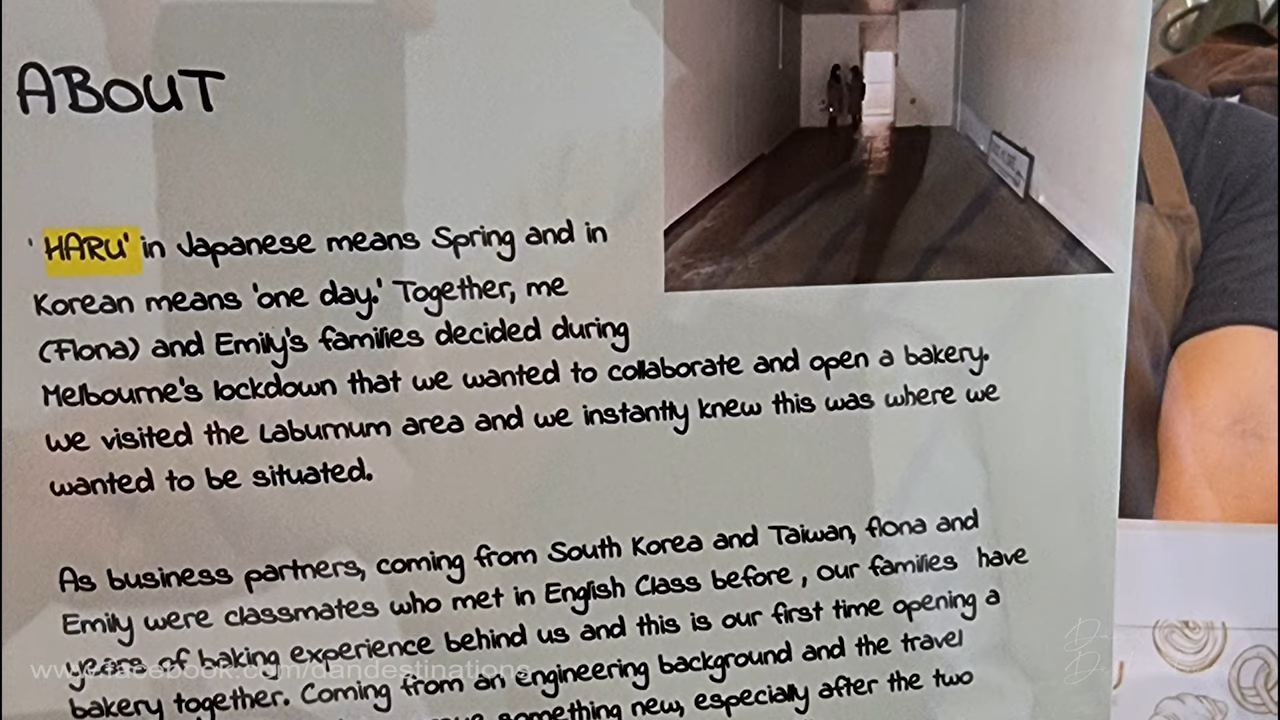 ABOUT
'HARU' in Japanese means Spring and in
Korean means 'one day.' Together, me
(Flona) and Emily's families decided during
Melbourne's lockdown that we wanted to collaborate and open a bakery.
We visited the Laburnum area and we instantly knew this was where we
wanted to be situated.
As business partners, coming from South Korea and Taiwan, flona and
Emily were classmates who met in English Class before, our families have
years of baking experience behind us and this is our first time opening a
bakery together. Coming from an engineering background and the travel
something new, especially after the two
www.facebook.com/dandestinations